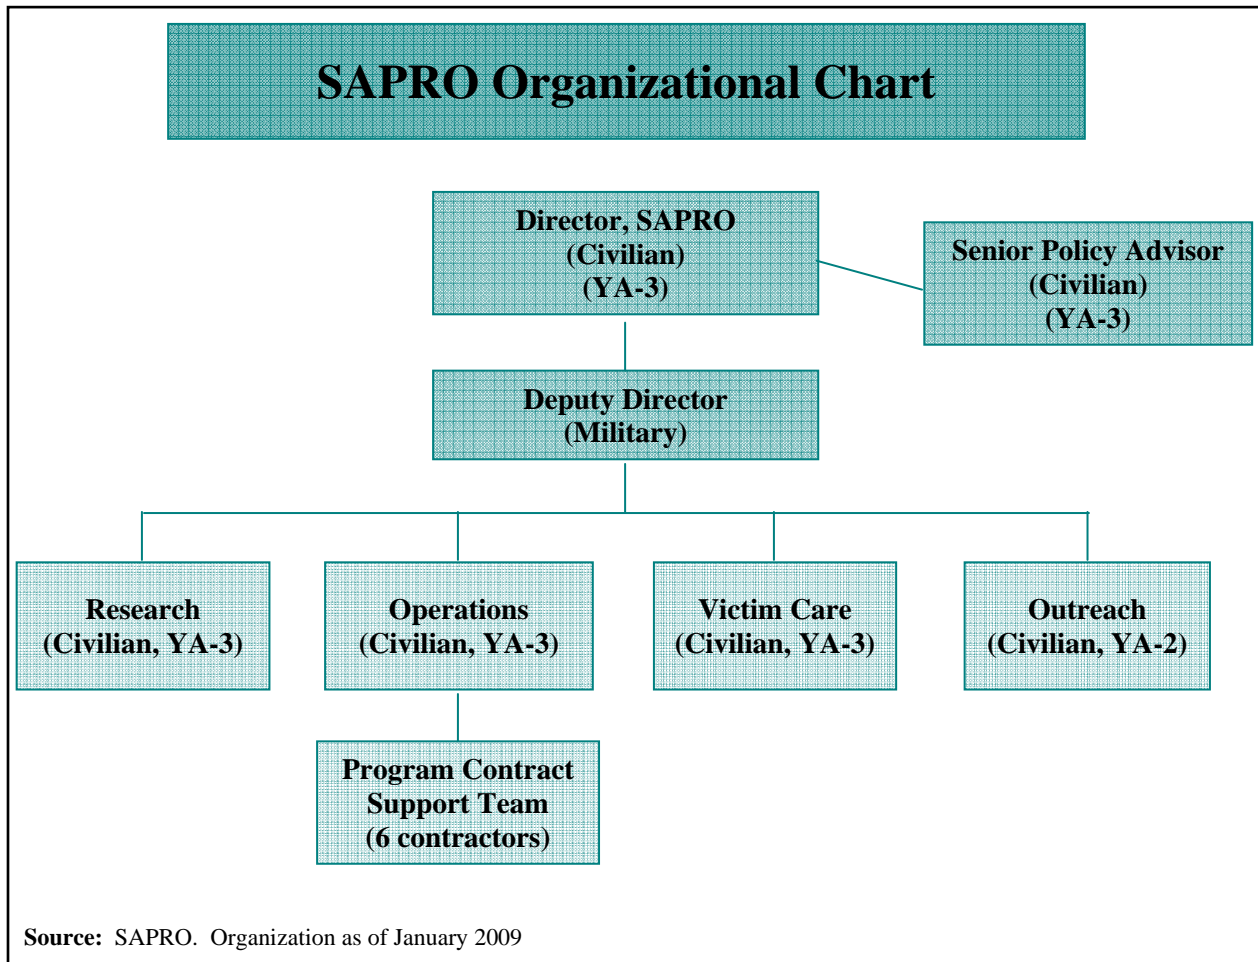 SAPRO Organizational Chart
Director, SAPRO
(Civilian)
(YA-3)
Senior Policy Advisor
(Civilian)
(YA-3)
Deputy Director
(Military)
Research
(Civilian, YA-3)
Operations
(Civilian, YA-3)
Victim Care
(Civilian, YA-3)
Outreach
(Civilian, YA-2)
Program Contract
Support Team
(6 contractors)
Source: SAPRO. Organization as of January 2009